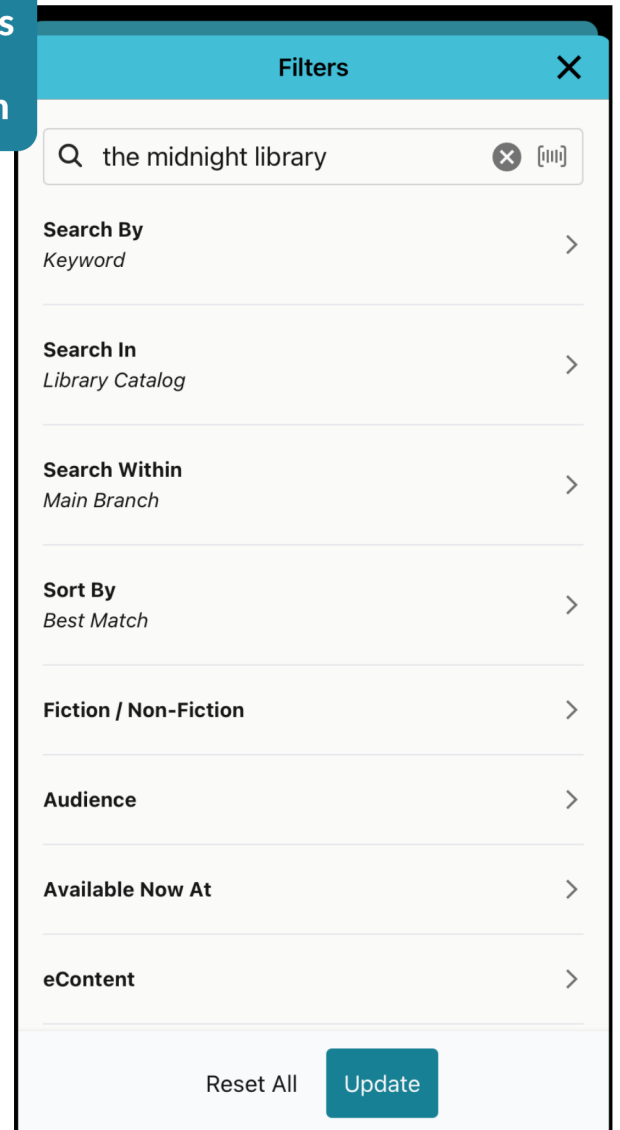 s
n
Filters
the midnight library
Search By
Keyword
Search In
Library Catalog
Search Within
Main Branch
Sort By
Best Match
Fiction / Non-Fiction
Audience
Available Now At
eContent
Reset All Update